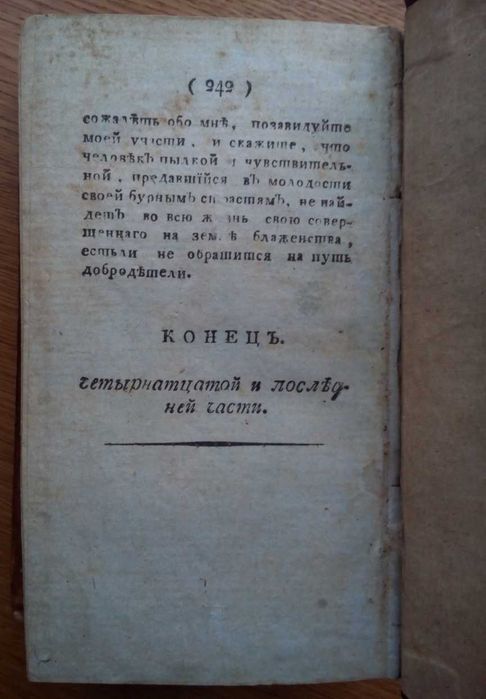 ( 242 )
сожалѣть обо мнѣ, позавидуйте
моей участи, и скажите, что
человѣкъ пылкой и чувствитель-
ной, предавшійся въ молодости
своей бурнымъ страстямъ, не най-
детъ во всю жизнь свою совер-
шеннаго на землѣ блаженства,
естьли не обратится на путь
добродѣтели.
КОНЕЦЪ.
четырнатцатой и послѣд-
ней части.